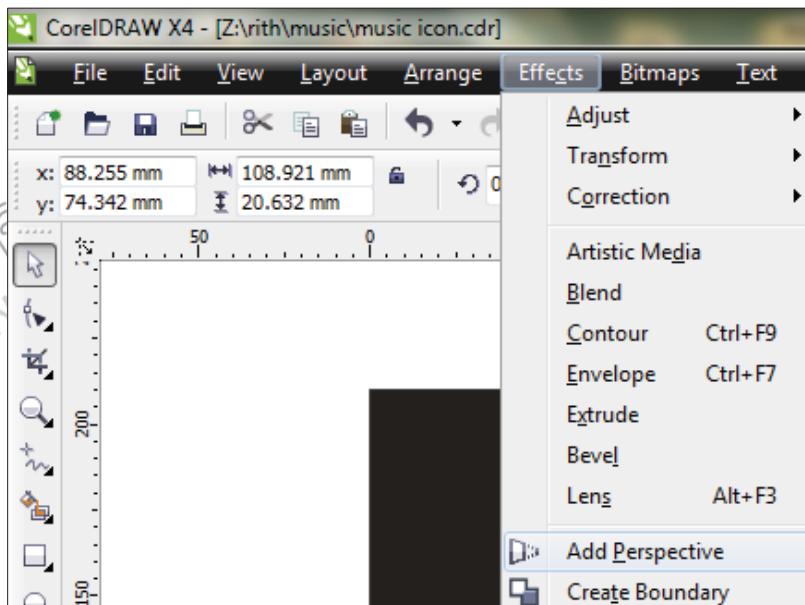 CorelDRAW X4 - [Z:\rith\music\music icon.cdr]
File Edit View Layout Arrange Effects Bitmaps Text
x: 88.255 mm 108.921 mm
y: 74.342 mm 20.632 mm
50 0
200
150
Adjust
Transform
Correction
Artistic Media
Blend
Contour Ctrl+F9
Envelope Ctrl+F7
Extrude
Bevel
Lens Alt+F3
Add Perspective
Create Boundary